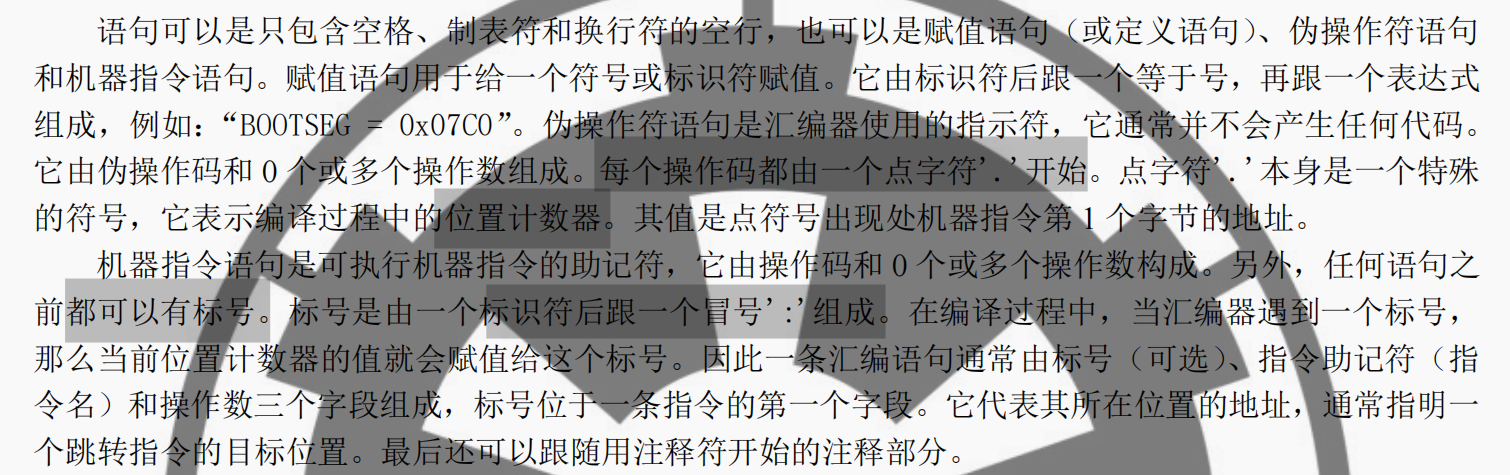 语句可以是只包含空格、制表符和换行符的空行，也可以是赋值语句（或定义语句）、伪操作符语句
和机器指令语句。赋值语句用于给一个符号或标识符赋值。它由标识符后跟一个等于号，再跟一个表达式
组成，例如：“BOOTSEG = 0x07C0”。伪操作符语句是汇编器使用的指示符，它通常并不会产生任何代码。
它由伪操作码和 0 个或多个操作数组成。每个操作码都由一个点字符'.'开始。点字符'.'本身是一个特殊
的符号，它表示编译过程中的位置计数器。其值是点符号出现处机器指令第 1 个字节的地址。
机器指令语句是可执行机器指令的助记符，它由操作码和 0 个或多个操作数构成。另外，任何语句之
前都可以有标号。标号是由一个标识符后跟一个冒号':'组成。在编译过程中，当汇编器遇到一个标号，
那么当前位置计数器的值就会赋值给这个标号。因此一条汇编语句通常由标号（可选）、指令助记符（指
令名）和操作数三个字段组成，标号位于一条指令的第一个字段。它代表其所在位置的地址，通常指明一
个跳转指令的目标位置。最后还可以跟随用注释符开始的注释部分。